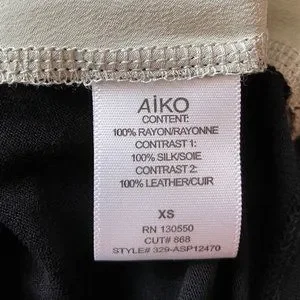 AiKO
CONTENT:
100% RAYON/RAYONNE
CONTRAST 1:
100% SILK/SOIE
CONTRAST 2:
100% LEATHER/CUIR
XS
RN 130550
CUT# 868
STYLE# 329-ASP12470